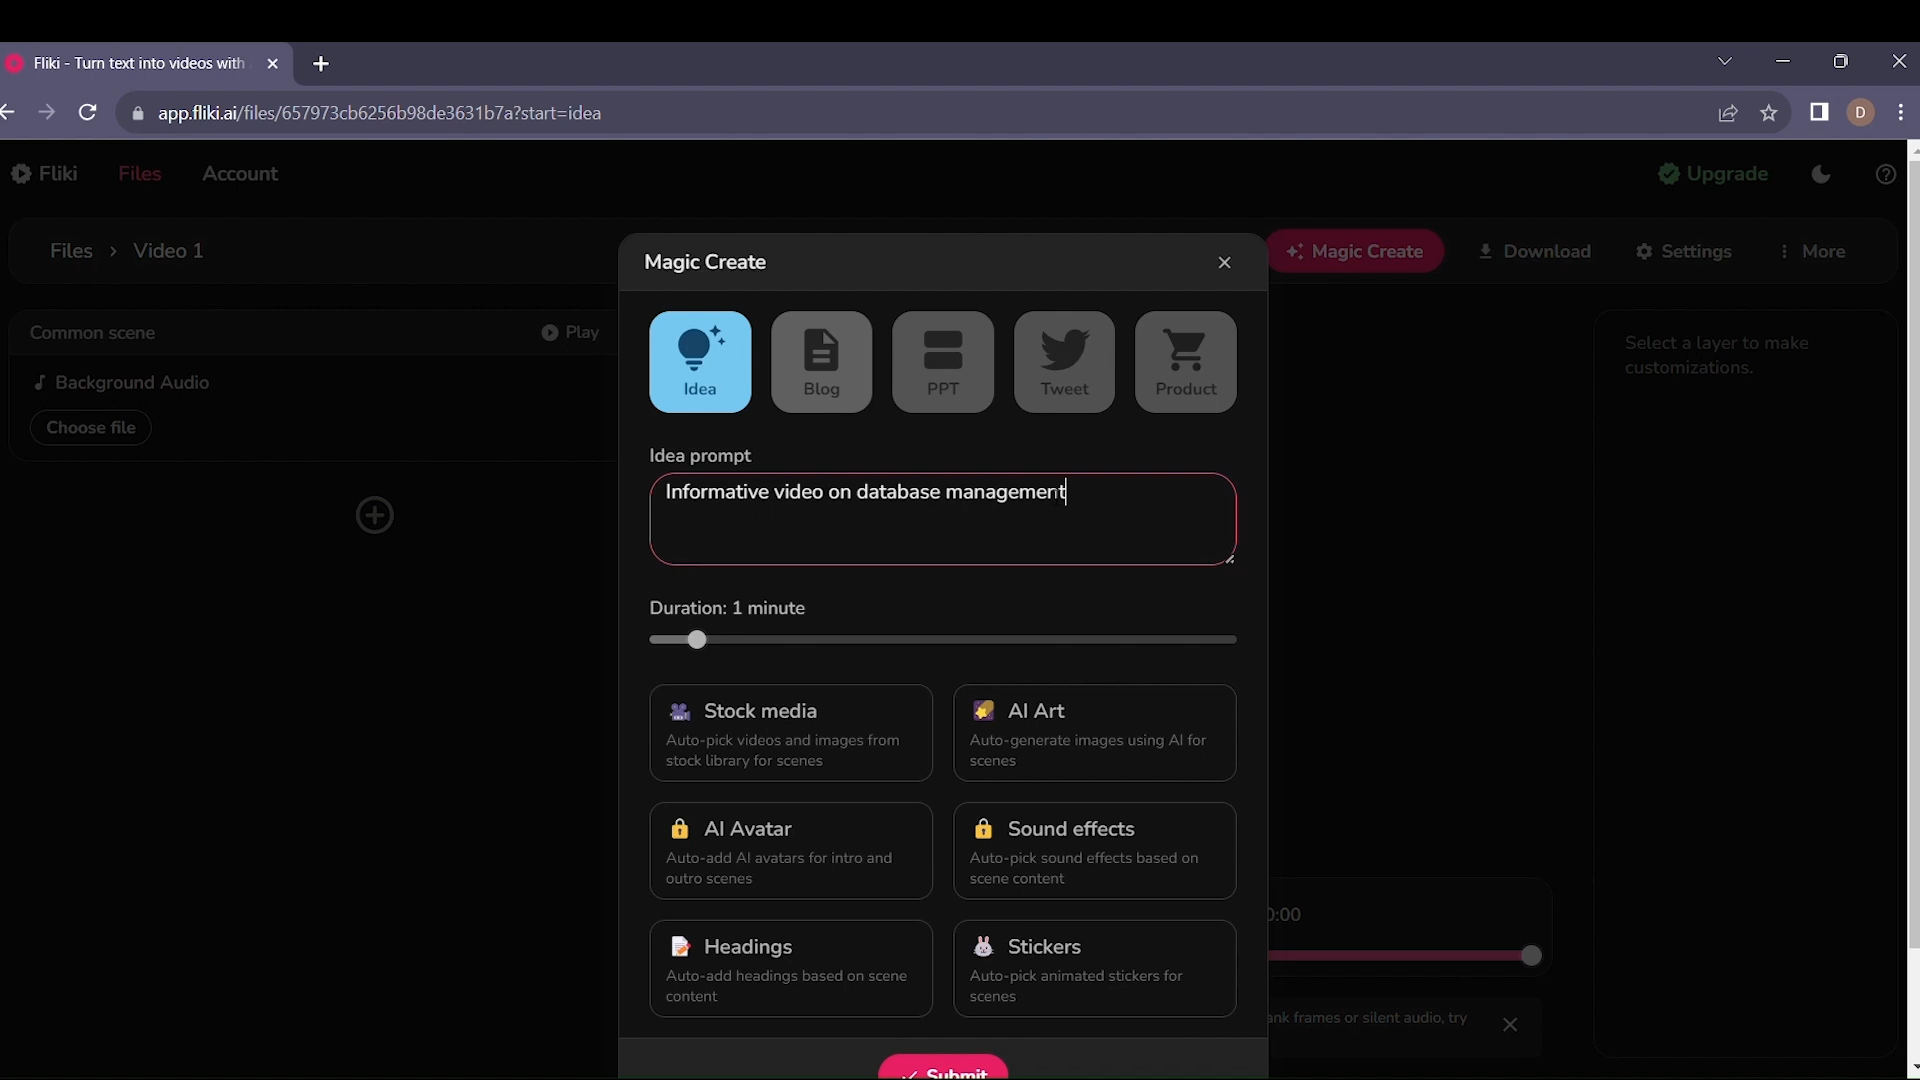 Fliki - Turn text into videos with
app.fliki.ai/files/657973cb6256b98de3631b7a?start=idea
D
Fliki Files Account Upgrade
Files > Video 1
Magic Create Download Settings More
Magic Create
Common scene Play
Background Audio
Choose file
Idea Blog PPT Tweet Product
Idea prompt
Informative video on database management
Duration: 1 minute
Stock media
Auto-pick videos and images from
stock library for scenes
AI Art
Auto-generate images using AI for
scenes
AI Avatar
Auto-add AI avatars for intro and
outro scenes
Sound effects
Auto-pick sound effects based on
scene content
Headings
Auto-add headings based on scene
content
Stickers
Auto-pick animated stickers for
scenes
Submit
Select a layer to make
customizations.
0:00
frames or silent audio, try